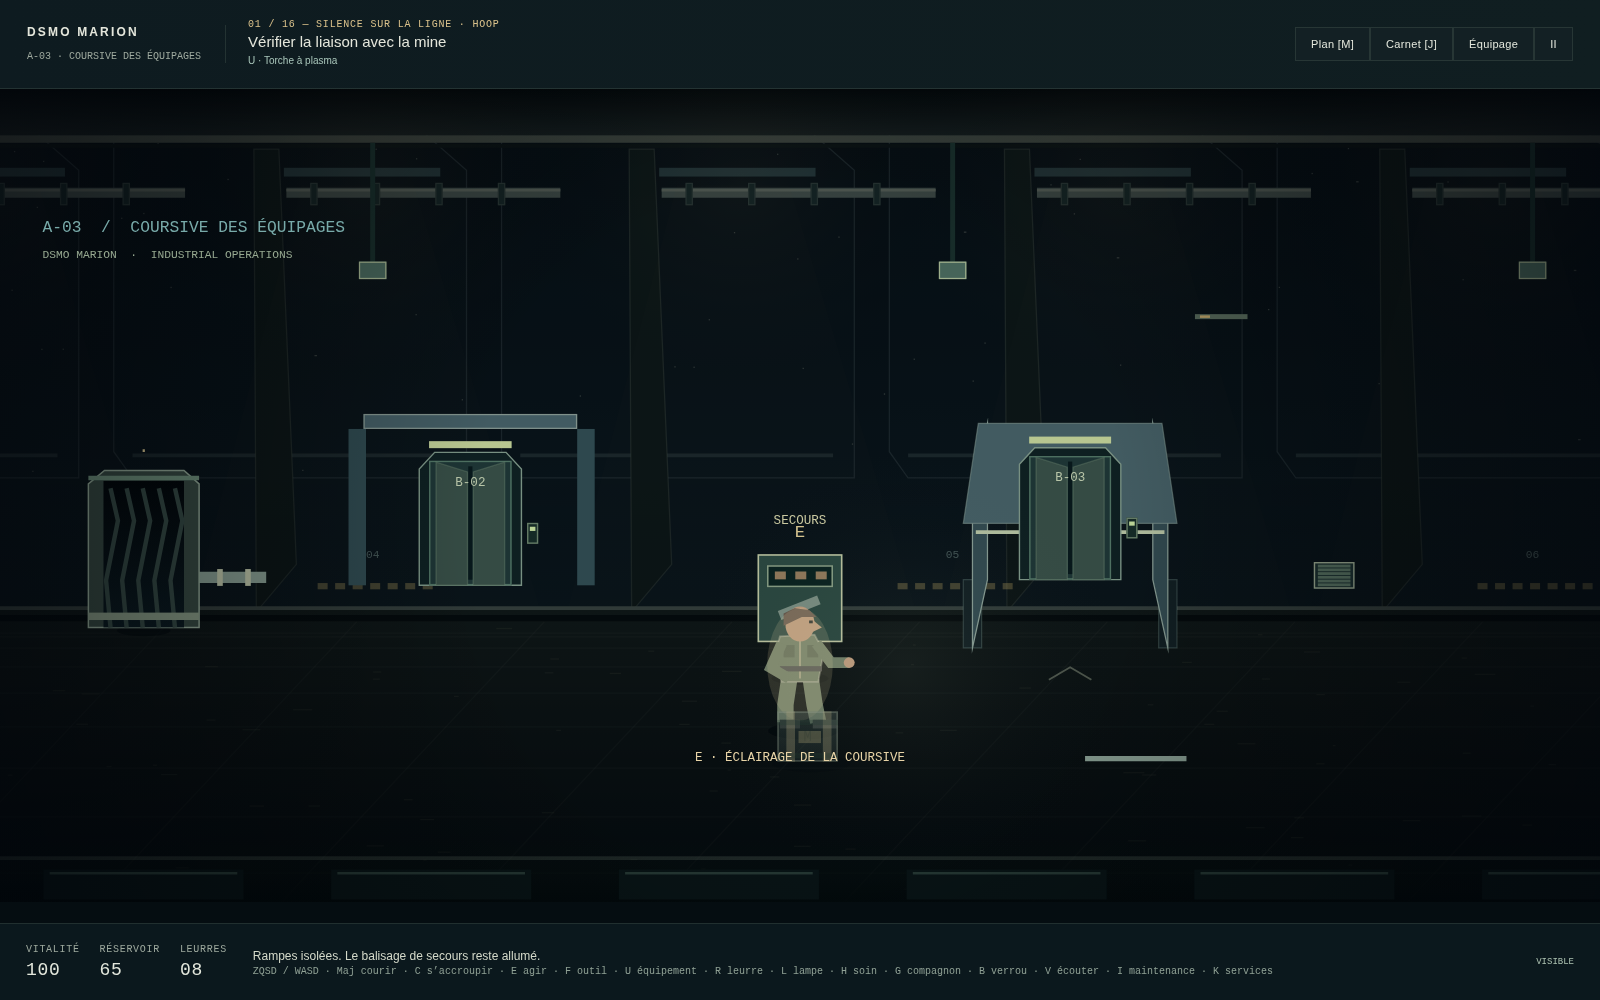 DSMO MARION
A-03 · COURSIVE DES ÉQUIPAGES
01 / 16 — SILENCE SUR LA LIGNE · HOOP
Vérifier la liaison avec la mine
U · Torche à plasma
Plan [M]
Carnet [J]
Équipage
II
A-03 / COURSIVE DES ÉQUIPAGES
DSMO MARION · INDUSTRIAL OPERATIONS
B-02
B-03
SECOURS
E
04
05
06
E · ÉCLAIRAGE DE LA COURSIVE
VITALITÉ
100
RÉSERVOIR
65
LEURRES
08
Rampes isolées. Le balisage de secours reste allumé.
ZQSD / WASD · Maj courir · C s’accroupir · E agir · F outil · U équipement · R leurre · L lampe · H soin · G compagnon · B verrou · V écouter · I maintenance · K services
VISIBLE